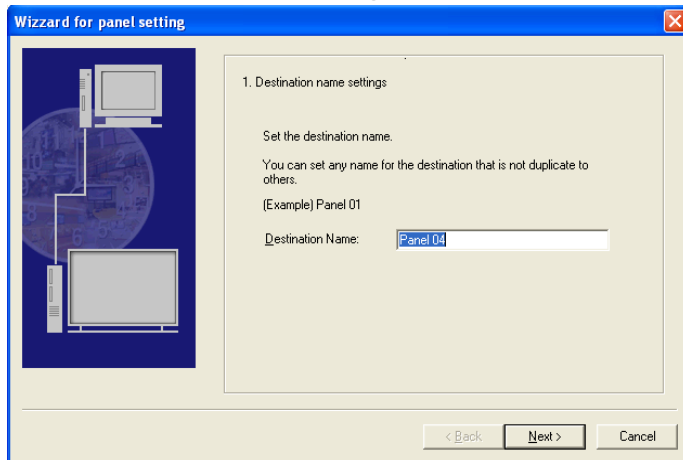 Wizzard for panel setting
1. Destination name settings
Set the destination name.
You can set any name for the destination that is not duplicate to
others.
(Example) Panel 01
Destination Name: Panel 04
< Back Next > Cancel